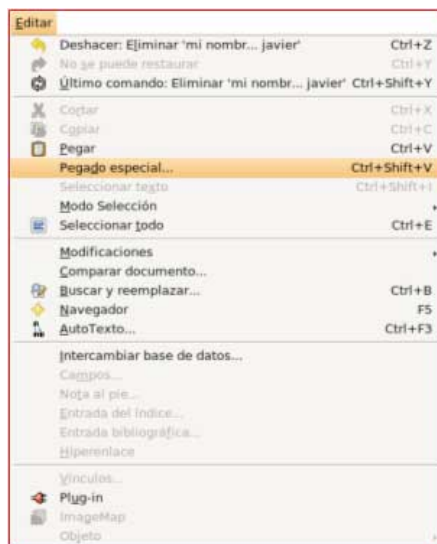 Editar
Deshacer: Eliminar 'mi nombr... javier' Ctrl+Z
No se puede restaurar Ctrl+Y
Último comando: Eliminar 'mi nombr... javier' Ctrl+Shift+Y
Cortar Ctrl+X
Copiar Ctrl+C
Pegar Ctrl+V
Pegado especial... Ctrl+Shift+V
Seleccionar texto Ctrl+Shift+I
Modo Selección
Seleccionar todo Ctrl+E
Modificaciones
Comparar documento...
Buscar y reemplazar... Ctrl+B
Navegador F5
AutoTexto... Ctrl+F3
Intercambiar base de datos...
Campos...
Nota al pie...
Entrada del índice...
Entrada bibliográfica...
Hiperenlace
Vínculos...
Plug-in
ImageMap
Objeto